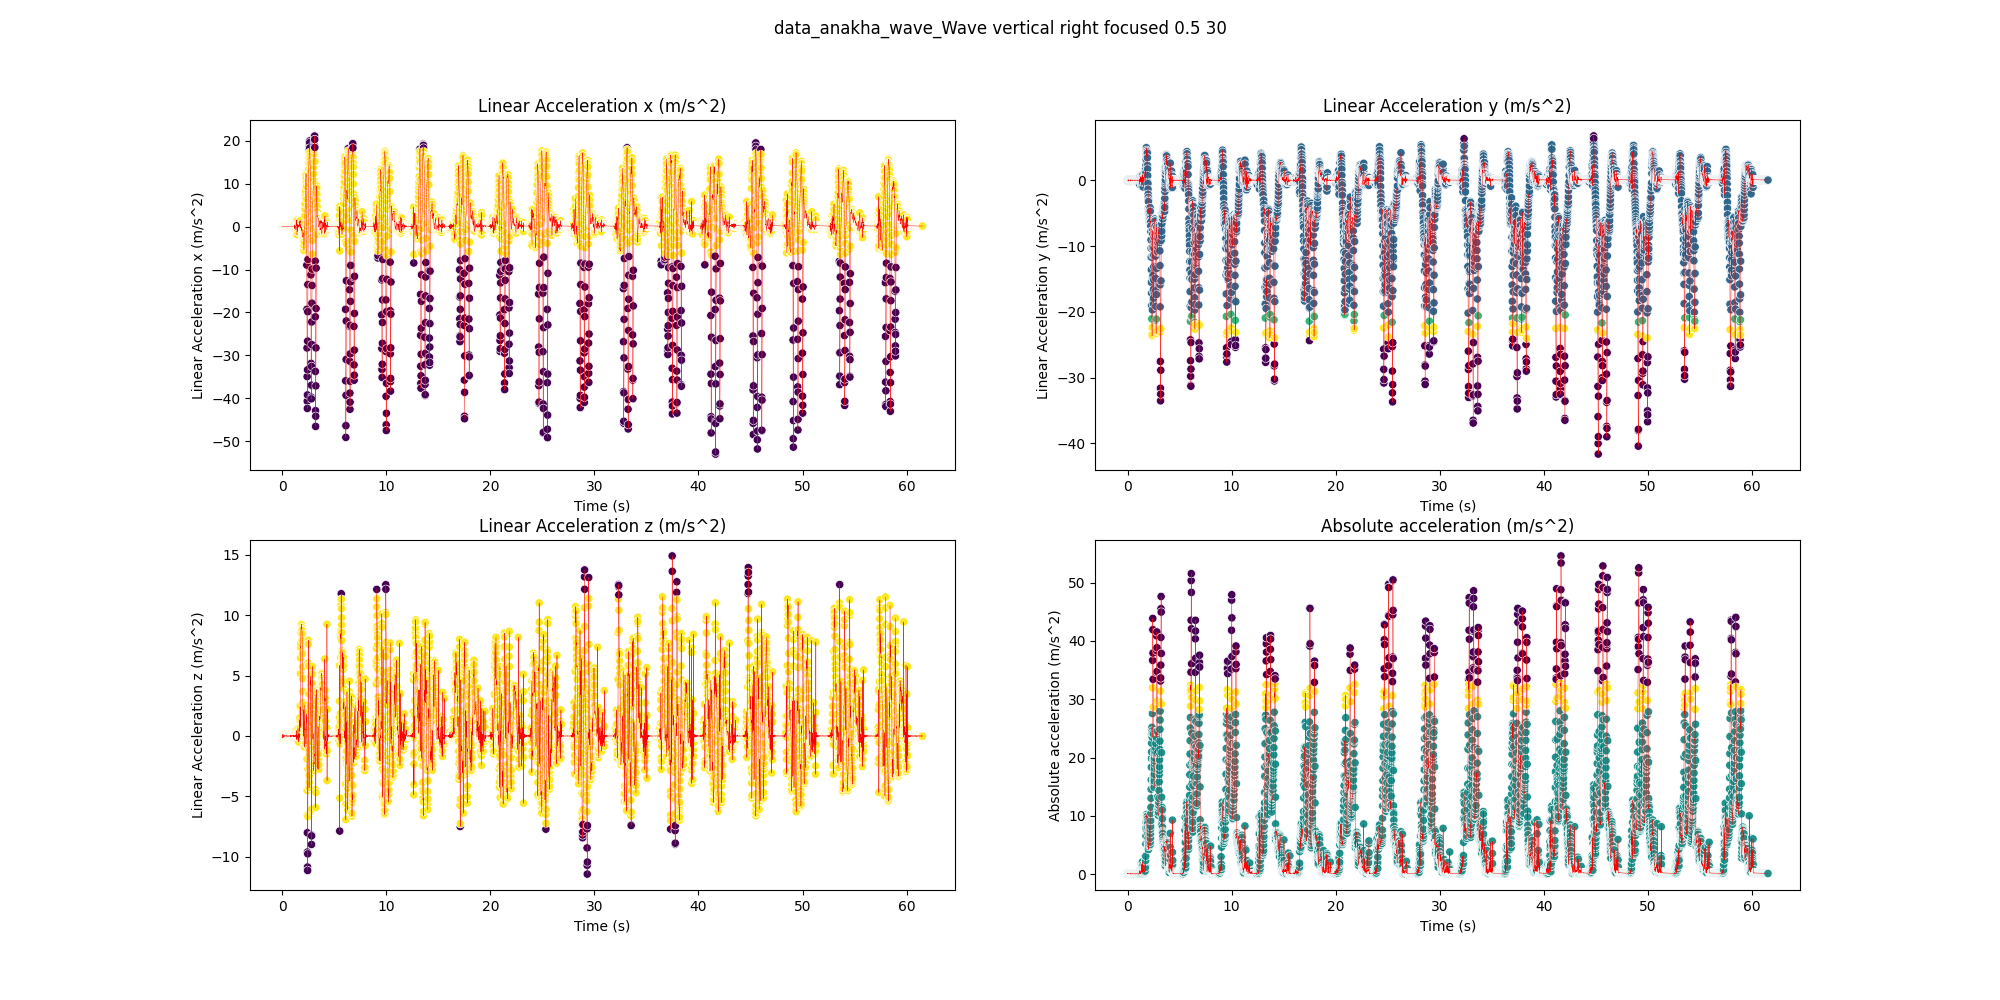 data_anakha_wave_Wave vertical right focused 0.5 30
Linear Acceleration x (m/s^2)
Linear Acceleration x (m/s^2)
20
10
0
−10
−20
−30
−40
−50
0 10 20 30 40 50 60
Time (s)
Linear Acceleration y (m/s^2)
Linear Acceleration y (m/s^2)
0
−10
−20
−30
−40
0 10 20 30 40 50 60
Time (s)
Linear Acceleration z (m/s^2)
Linear Acceleration z (m/s^2)
15
10
5
0
−5
−10
0 10 20 30 40 50 60
Time (s)
Absolute acceleration (m/s^2)
Absolute acceleration (m/s^2)
50
40
30
20
10
0
0 10 20 30 40 50 60
Time (s)